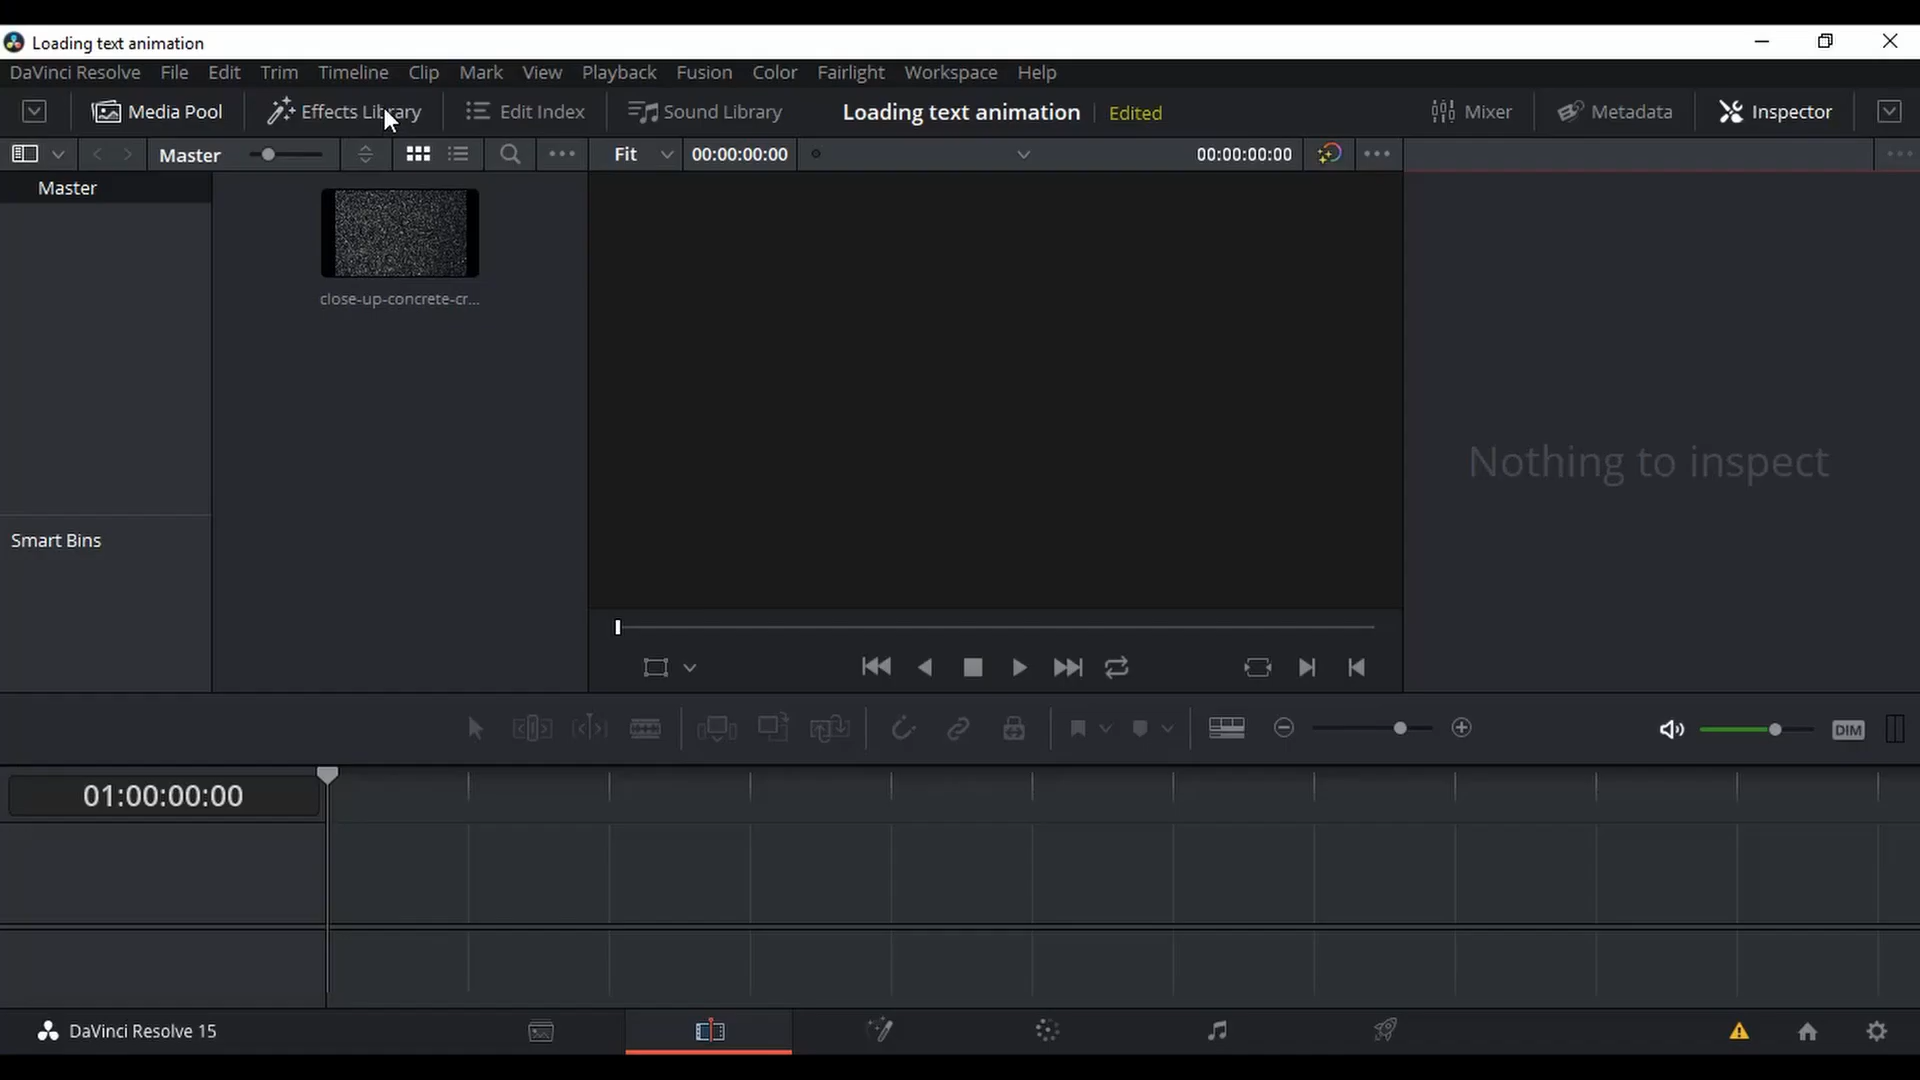 Loading text animation
DaVinci Resolve File Edit Trim Timeline Clip Mark View Playback Fusion Color Fairlight Workspace Help
Media Pool Effects Library Edit Index Sound Library Loading text animation Edited Mixer Metadata Inspector
Master Fit 00:00:00:00 00:00:00:00
Master
close-up-concrete-cr...
Nothing to inspect
Smart Bins
DIM
01:00:00:00
DaVinci Resolve 15